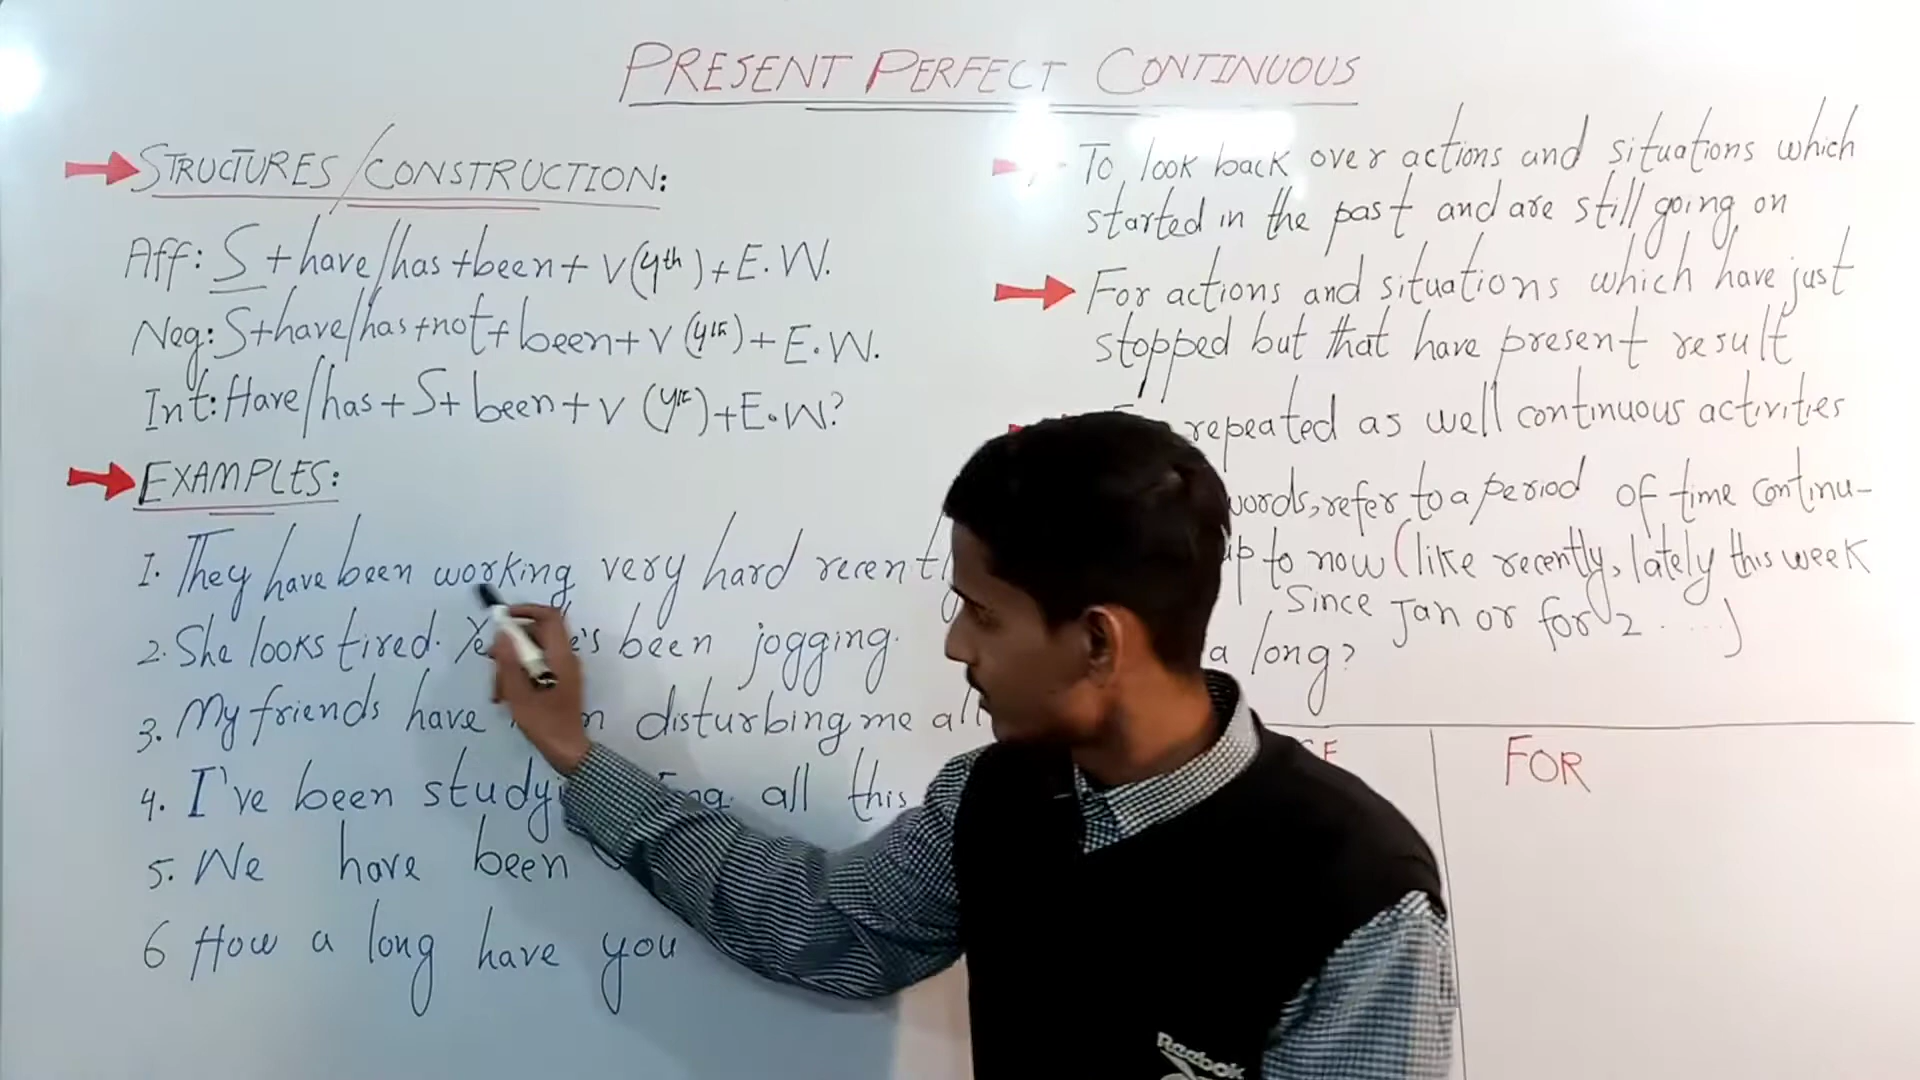 PRESENT PERFECT CONTINUOUS
STRUCTURES/CONSTRUCTION:
Aff: S+have/has+been+V(4th)+E.W.
Neg: S+have/has+not+been+V(4th)+E.W.
Int: Have/has+S+been+V(4th)+E.W?
EXAMPLES:
1. They have been working very hard
2. She looks tired. been jogging.
3. My friends have disturbing me all
4. I've been all this
5. We have been
6 How a long have you
To look back over actions and situations which
started in the past and are still going on
For actions and situations which have just
stopped but that have present result
repeated as well continuous activities
words, refer to a period of time continu-
up to now (like recently, lately this week
Since Jan or for 2 ....)
a long?
FOR
Reebok